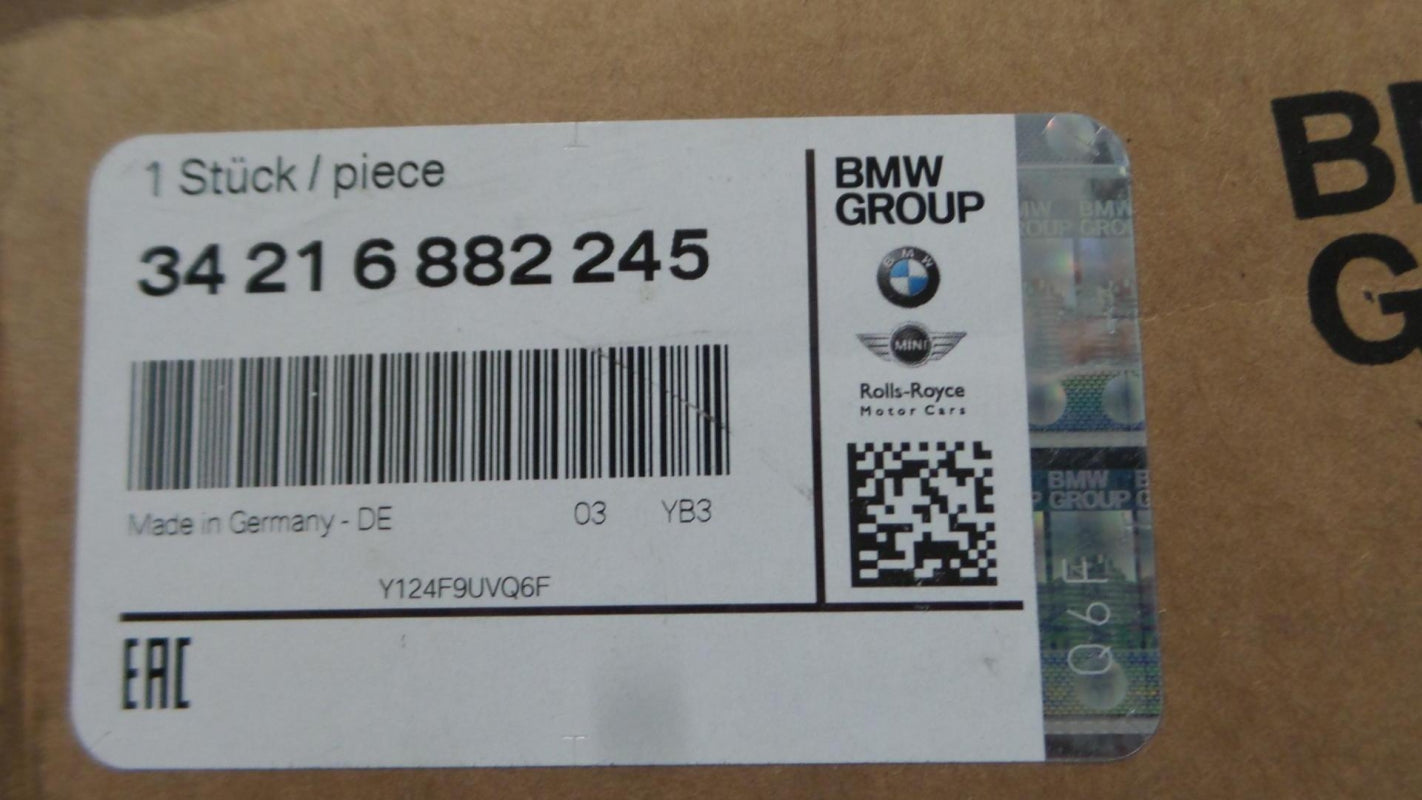 1 Stück / piece
34 21 6 882 245
Made in Germany - DE 03 YB3
Y124F9UVQ6F
EAC
BMW
GROUP
BMW
MINI
Rolls-Royce
Motor Cars
BMW
GROUP
Q6F